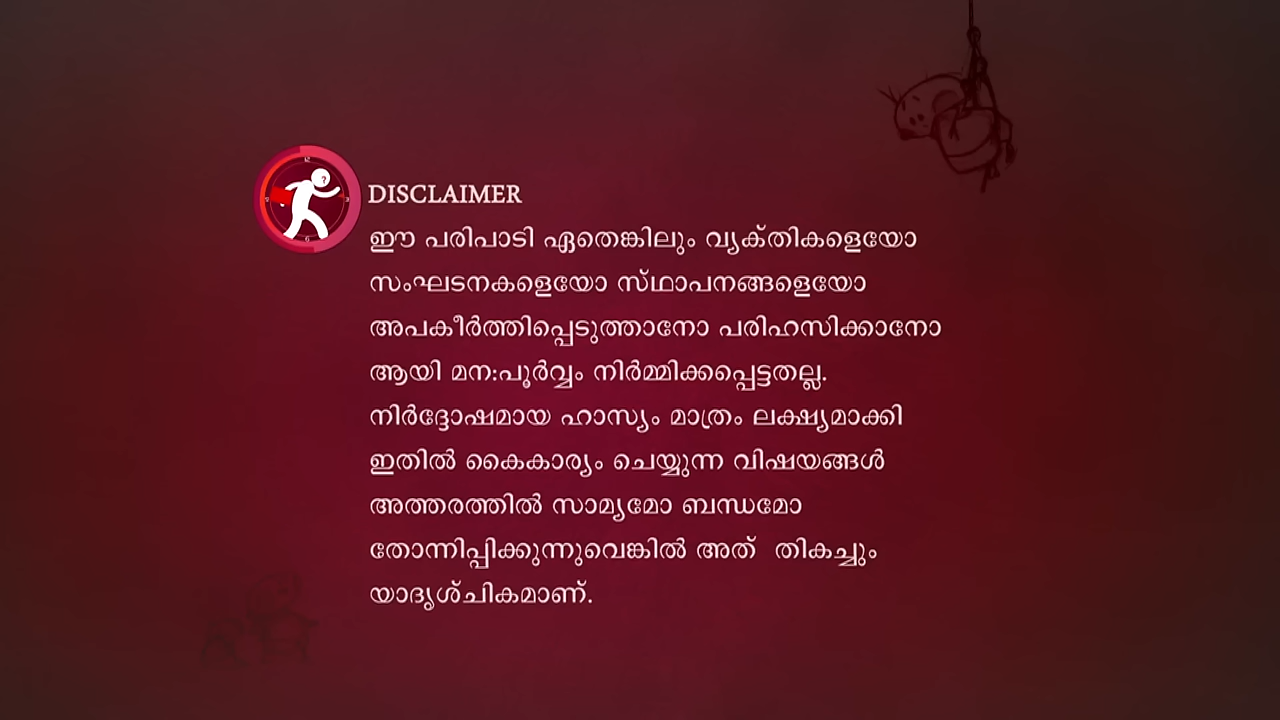 DISCLAIMER
ഈ പരിപാടി ഏതെങ്കിലും വ്യക്തികളെയോ
സംഘടനകളെയോ സ്ഥാപനങ്ങളെയോ
അപകീർത്തിപ്പെടുത്താനോ പരിഹസിക്കാനോ
ആയി മന:പൂർവ്വം നിർമ്മിക്കപ്പെട്ടതല്ല.
നിർദ്ദോഷമായ ഹാസ്യം മാത്രം ലക്ഷ്യമാക്കി
ഇതിൽ കൈകാര്യം ചെയ്യുന്ന വിഷയങ്ങൾ
അത്തരത്തിൽ സാമ്യമോ ബന്ധമോ
തോന്നിപ്പിക്കുന്നുവെങ്കിൽ അത് തികച്ചും
യാദൃശ്ചികമാണ്.